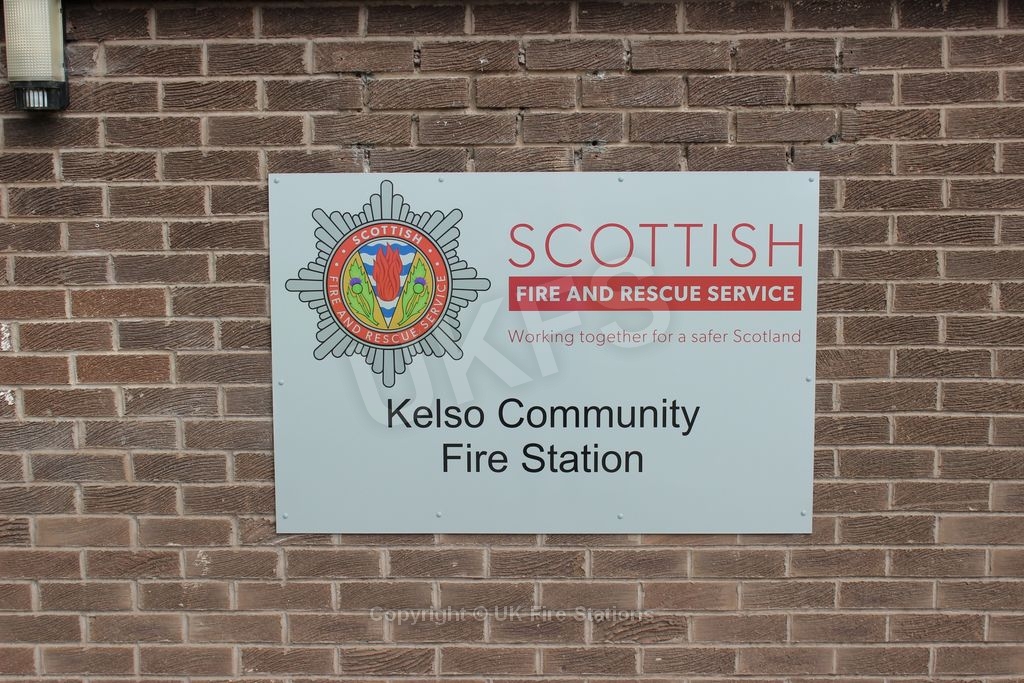 SCOTTISH
FIRE AND RESCUE SERVICE
SCOTTISH
FIRE AND RESCUE SERVICE
Working together for a safer Scotland
UKFS
Kelso Community
Fire Station
Copyright © UK Fire Stations